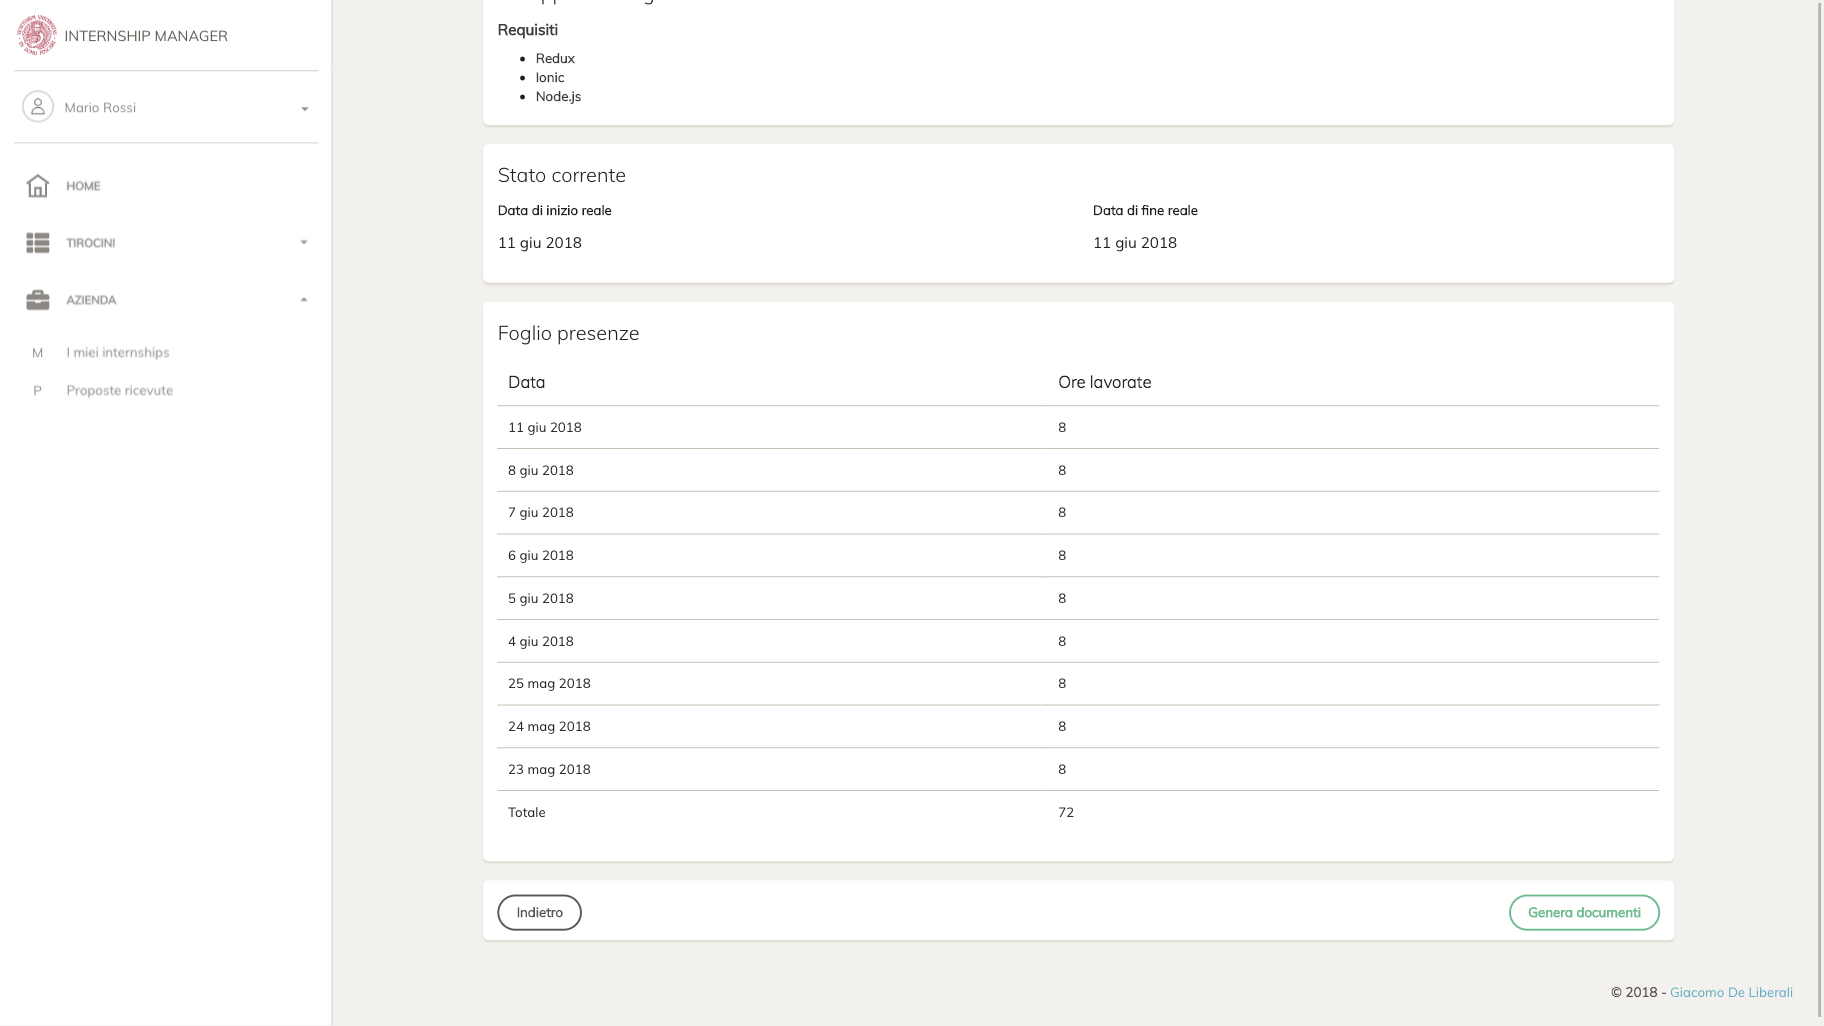 INTERNSHIP MANAGER
Mario Rossi
HOME
TIROCINI
AZIENDA
M I miei internships
P Proposte ricevute
Requisiti
• Redux
• Ionic
• Node.js
Stato corrente
Data di inizio reale Data di fine reale
11 giu 2018 11 giu 2018
Foglio presenze
Data Ore lavorate
11 giu 2018 8
8 giu 2018 8
7 giu 2018 8
6 giu 2018 8
5 giu 2018 8
4 giu 2018 8
25 mag 2018 8
24 mag 2018 8
23 mag 2018 8
Totale 72
Indietro Genera documenti
© 2018 - Giacomo De Liberali